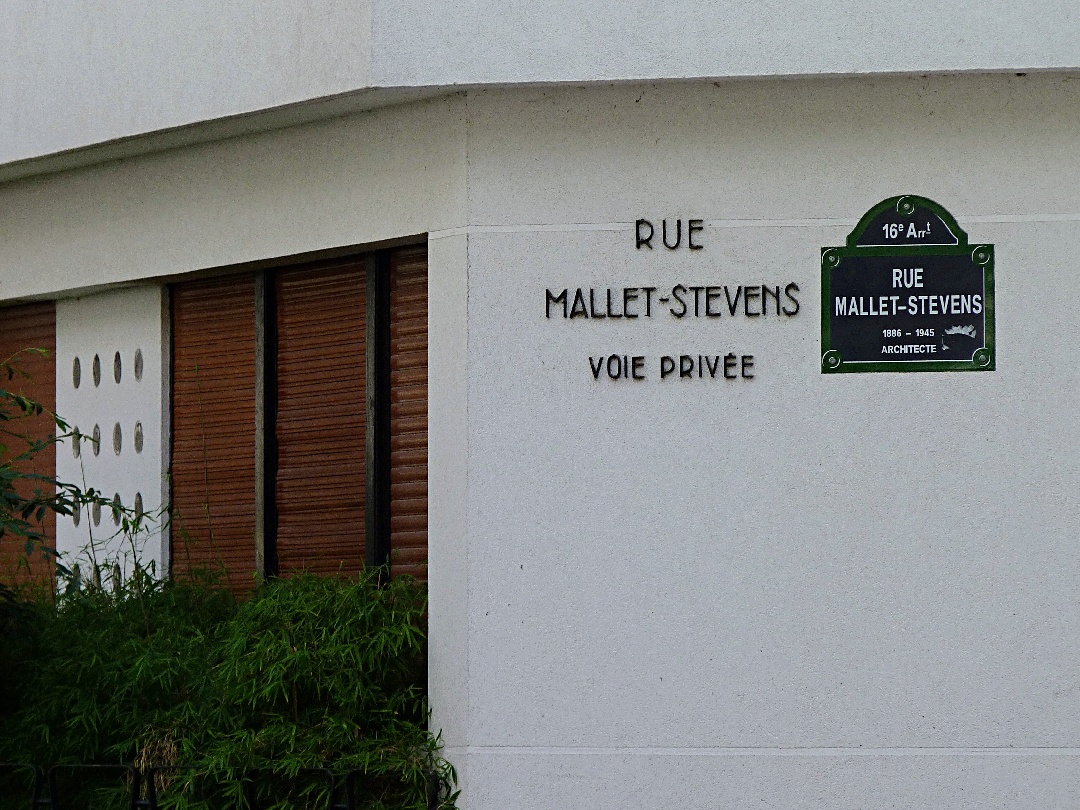 RUE
MALLET-STEVENS
VOIE PRIVÉE
16e Arrt
RUE
MALLET-STEVENS
1886 - 1945
ARCHITECTE